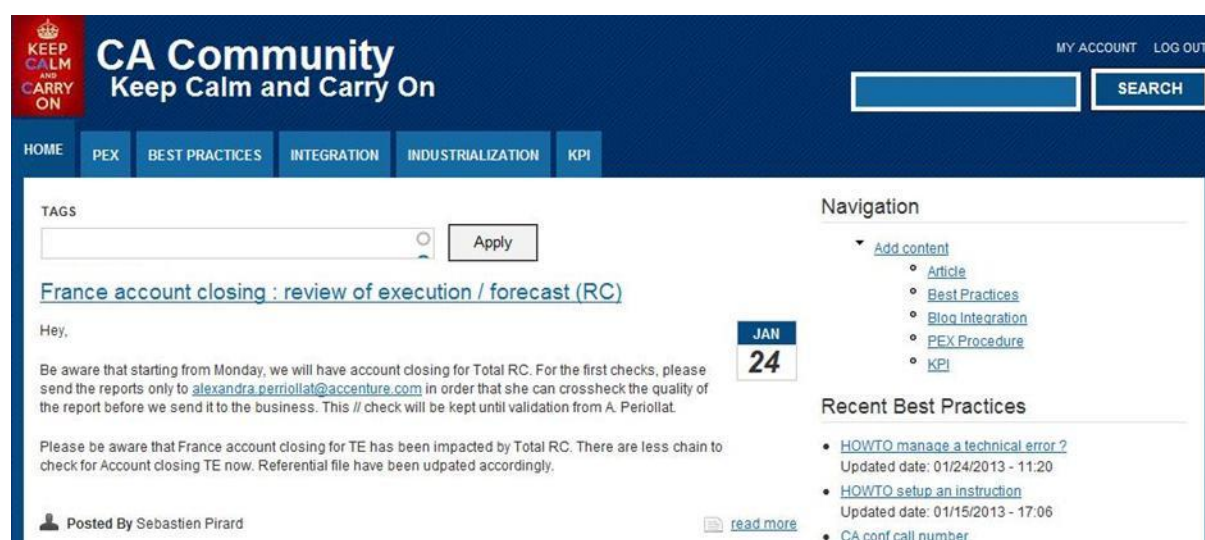 KEEP
CALM
AND
CARRY
ON
CA Community
Keep Calm and Carry On
MY ACCOUNT LOG OUT
SEARCH
HOME PEX BEST PRACTICES INTEGRATION INDUSTRIALIZATION KPI
TAGS
Apply
France account closing : review of execution / forecast (RC)
JAN
24
Hey,
Be aware that starting from Monday, we will have account closing for Total RC. For the first checks, please
send the reports only to alexandra.perriollat@accenture.com in order that she can crossheck the quality of
the report before we send it to the business. This // check will be kept until validation from A. Periollat.
Please be aware that France account closing for TE has been impacted by Total RC. There are less chain to
check for Account closing TE now. Referential file have been udpated accordingly.
Posted By Sebastien Pirard
read more
Navigation
Add content
Article
Best Practices
Blog Integration
PEX Procedure
KPI
Recent Best Practices
HOWTO manage a technical error ?
Updated date: 01/24/2013 - 11:20
HOWTO setup an instruction
Updated date: 01/15/2013 - 17:06
CA conf call number